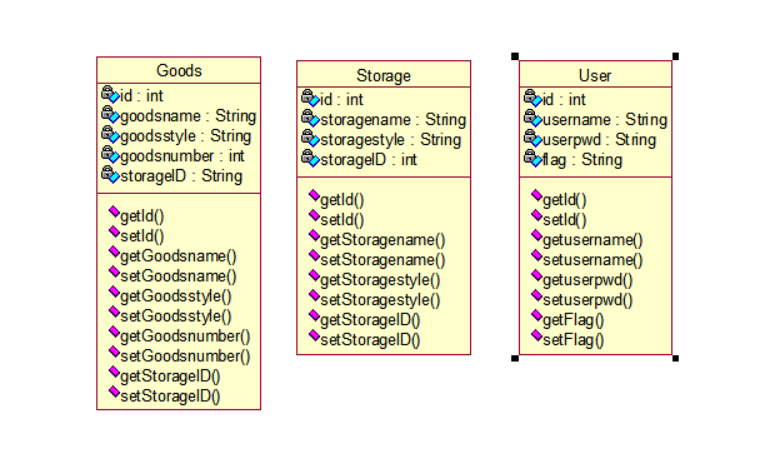 Goods
id : int
goodsname : String
goodsstyle : String
goodsnumber : int
storageID : String
getId()
setId()
getGoodsname()
setGoodsname()
getGoodsstyle()
setGoodsstyle()
getGoodsnumber()
setGoodsnumber()
getStorageID()
setStorageID()
Storage
id : int
storagename : String
storagestyle : String
storageID : int
getId()
setId()
getStoragename()
setStoragename()
getStoragestyle()
setStoragestyle()
getStorageID()
setStorageID()
User
id : int
username : String
userpwd : String
flag : String
getId()
setId()
getusername()
setusername()
getuserpwd()
setuserpwd()
getFlag()
setFlag()